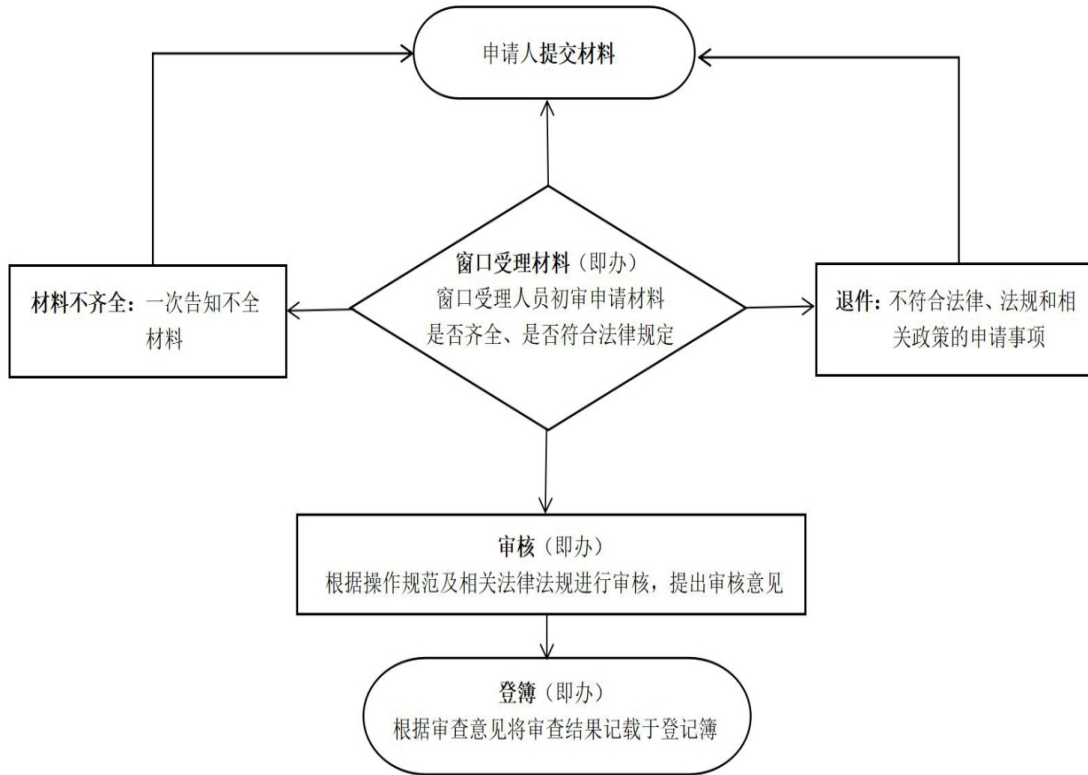 申请人提交材料
窗口受理材料（即办）
窗口受理人员初审申请材料
是否齐全、是否符合法律规定
材料不齐全：一次告知不全
材料
退件：不符合法律、法规和相
关政策的申请事项
审核（即办）
根据操作规范及相关法律法规进行审核，提出审核意见
登簿（即办）
根据审查意见将审查结果记载于登记簿